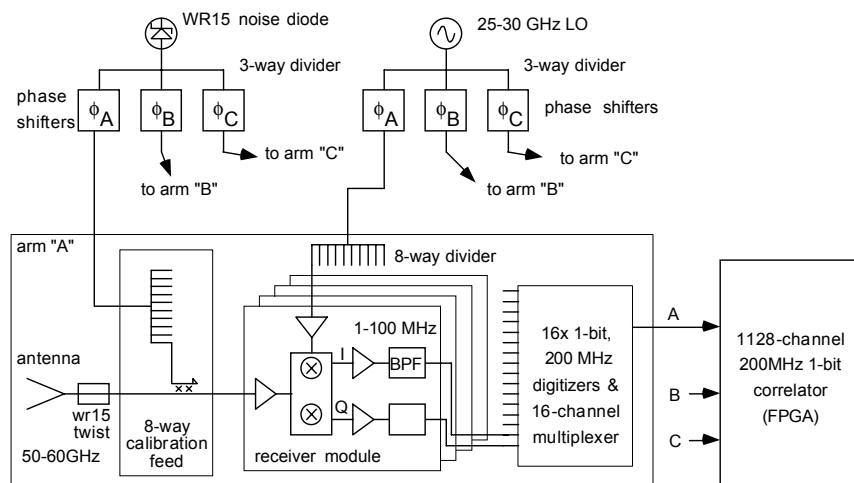 WR15 noise diode
25-30 GHz LO
3-way divider
3-way divider
phase shifters
ϕA
ϕB
ϕC
ϕA
ϕB
ϕC
phase shifters
to arm "C"
to arm "B"
to arm "C"
to arm "B"
arm "A"
8-way divider
antenna
wr15
twist
50-60GHz
8-way
calibration
feed
1-100 MHz
I
BPF
Q
receiver module
16x 1-bit,
200 MHz
digitizers &
16-channel
multiplexer
A
B
C
1128-channel
200MHz 1-bit
correlator
(FPGA)